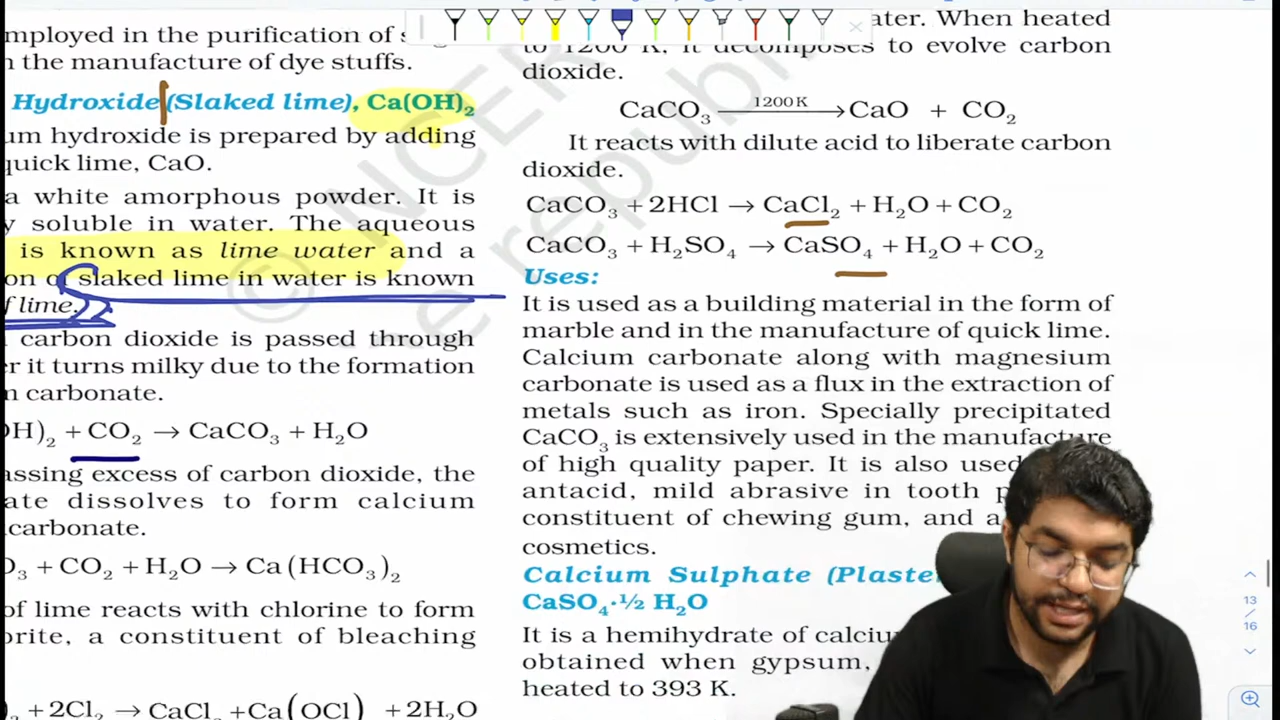 mployed in the purification of
n the manufacture of dye stuffs.
Hydroxide (Slaked lime), Ca(OH)₂
um hydroxide is prepared by adding
quick lime, CaO.
a white amorphous powder. It is
y soluble in water. The aqueous
is known as lime water and a
on of slaked lime in water is known
f lime.
carbon dioxide is passed through
er it turns milky due to the formation
n carbonate.
OH)₂ + CO₂ → CaCO₃ + H₂O
assing excess of carbon dioxide, the
ate dissolves to form calcium
carbonate.
O₃ + CO₂ + H₂O → Ca(HCO₃)₂
of lime reacts with chlorine to form
orite, a constituent of bleaching
+ 2Cl₂ → CaCl₂ + Ca(OCl) + 2H₂O
ater. When heated
to 1200 K, it decomposes to evolve carbon
dioxide.
CaCO₃ 1200 K → CaO + CO₂
It reacts with dilute acid to liberate carbon
dioxide.
CaCO₃ + 2HCl → CaCl₂ + H₂O + CO₂
CaCO₃ + H₂SO₄ → CaSO₄ + H₂O + CO₂
Uses:
It is used as a building material in the form of
marble and in the manufacture of quick lime.
Calcium carbonate along with magnesium
carbonate is used as a flux in the extraction of
metals such as iron. Specially precipitated
CaCO₃ is extensively used in the manufacture
of high quality paper. It is also used
antacid, mild abrasive in tooth p
constituent of chewing gum, and a
cosmetics.
Calcium Sulphate (Plaste
CaSO₄·½ H₂O
It is a hemihydrate of calciu
obtained when gypsum,
heated to 393 K.
© NCER
e republ
13
/
16